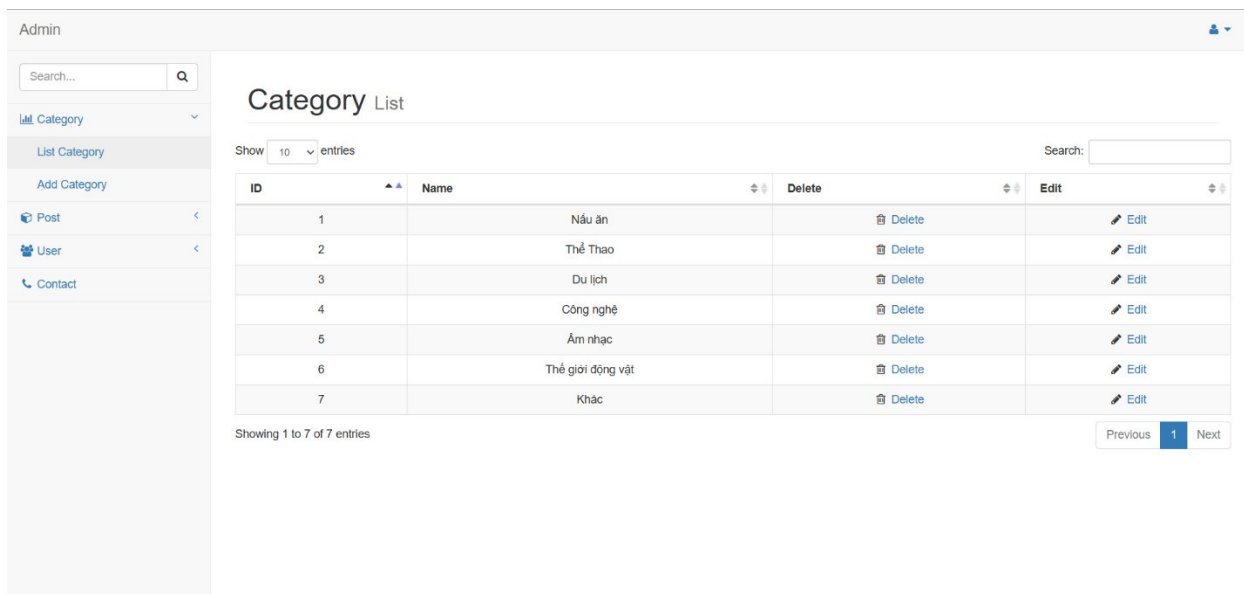 Admin
Search...
Category
List Category
Add Category
Post
User
Contact
Category List
Show 10 entries
Search:
ID Name Delete Edit
1 Nấu ăn Delete Edit
2 Thể Thao Delete Edit
3 Du lịch Delete Edit
4 Công nghệ Delete Edit
5 Âm nhạc Delete Edit
6 Thế giới động vật Delete Edit
7 Khác Delete Edit
Showing 1 to 7 of 7 entries
Previous 1 Next